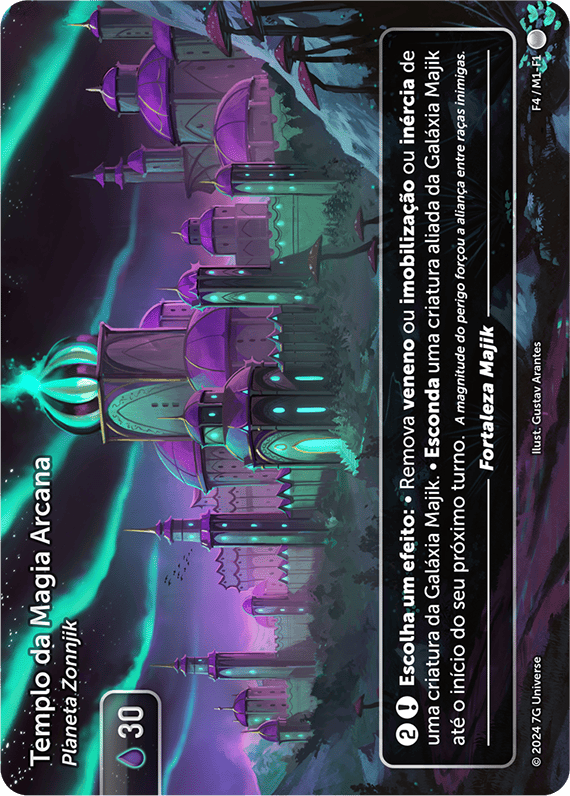 Templo da Magia Arcana
Planeta Zonnjik
30
2 ! Escolha um efeito: • Remova veneno ou imobilização ou inércia de
uma criatura da Galáxia Majik. • Esconda uma criatura aliada da Galáxia Majik
até o início do seu próximo turno. A magnitude do perigo forçou a aliança entre raças inimigas.
Fortaleza Majik
© 2024 7G Universe
Ilust. Gustav Arantes
F4 / M1-F1